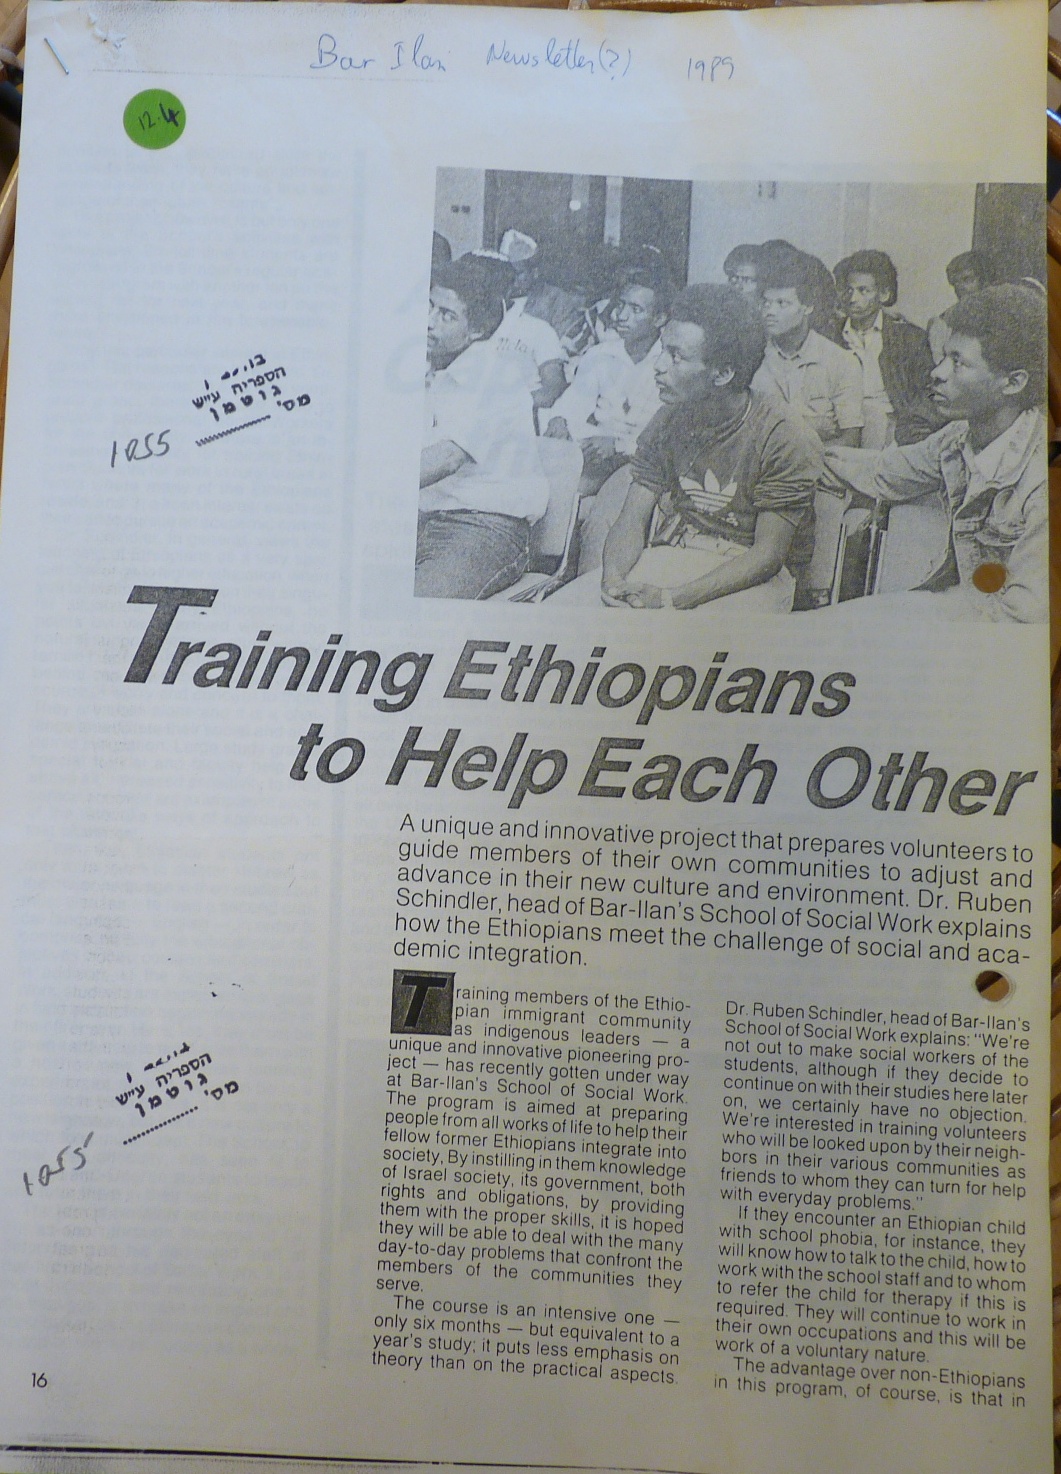 Bar Ilan Newsletter(?) 1989
12.4
הספריה ע״ש
גוטמן
מס'
1255
Training Ethiopians
to Help Each Other
A unique and innovative project that prepares volunteers to
guide members of their own communities to adjust and
advance in their new culture and environment. Dr. Ruben
Schindler, head of Bar-Ilan's School of Social Work explains
how the Ethiopians meet the challenge of social and aca-
demic integration.
Training members of the Ethio-
pian immigrant community
as indigenous leaders — a
unique and innovative pioneering pro-
ject — has recently gotten under way
at Bar-Ilan's School of Social Work.
The program is aimed at preparing
people from all works of life to help their
fellow former Ethiopians integrate into
society, By instilling in them knowledge
of Israel society, its government, both
rights and obligations, by providing
them with the proper skills, it is hoped
they will be able to deal with the many
day-to-day problems that confront the
members of the communities they
serve.
The course is an intensive one —
only six months — but equivalent to a
year's study; it puts less emphasis on
theory than on the practical aspects.
Dr. Ruben Schindler, head of Bar-Ilan's
School of Social Work explains: "We're
not out to make social workers of the
students, although if they decide to
continue on with their studies here later
on, we certainly have no objection.
We're interested in training volunteers
who will be looked upon by their neigh-
bors in their various communities as
friends to whom they can turn for help
with everyday problems."
If they encounter an Ethiopian child
with school phobia, for instance, they
will know how to talk to the child, how to
work with the school staff and to whom
to refer the child for therapy if this is
required. They will continue to work in
their own occupations and this will be
work of a voluntary nature.
The advantage over non-Ethiopians
in this program, of course, is that in
הספריה ע״ש
גוטמן
מס'
1255
16